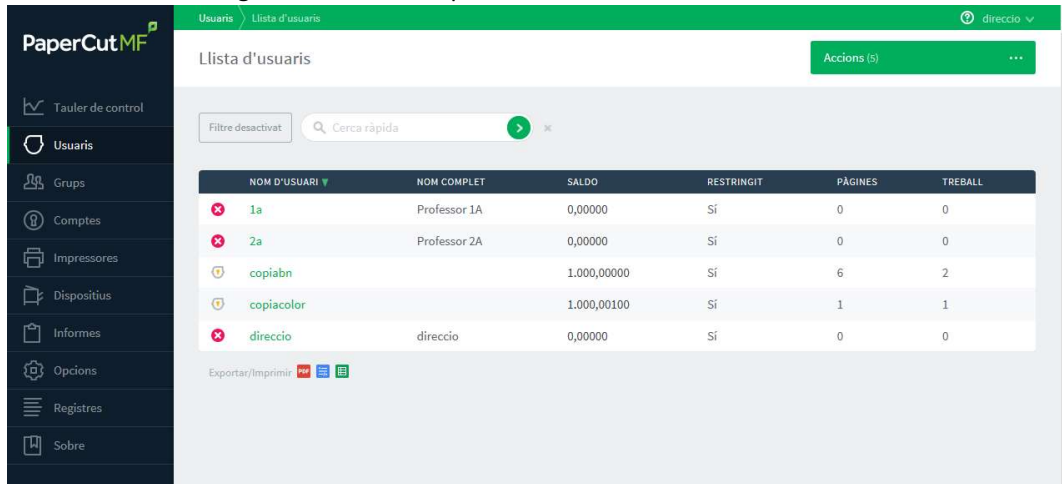 PaperCut MF
Usuaris Llista d'usuaris
direccio
Llista d'usuaris
Accions (5)
Tauler de control
Usuaris
Grups
Comptes
Impressores
Dispositius
Informes
Opcions
Registres
Sobre
Filtre desactivat
Cerca ràpida
NOM D'USUARI NOM COMPLET SALDO RESTRINGIT PÀGINES TREBALL
1a Professor 1A 0,00000 Sí 0 0
2a Professor 2A 0,00000 Sí 0 0
copiabn 1.000,00000 Sí 6 2
copiacolor 1.000,00100 Sí 1 1
direccio direccio 0,00000 Sí 0 0
Exportar/Imprimir PDF